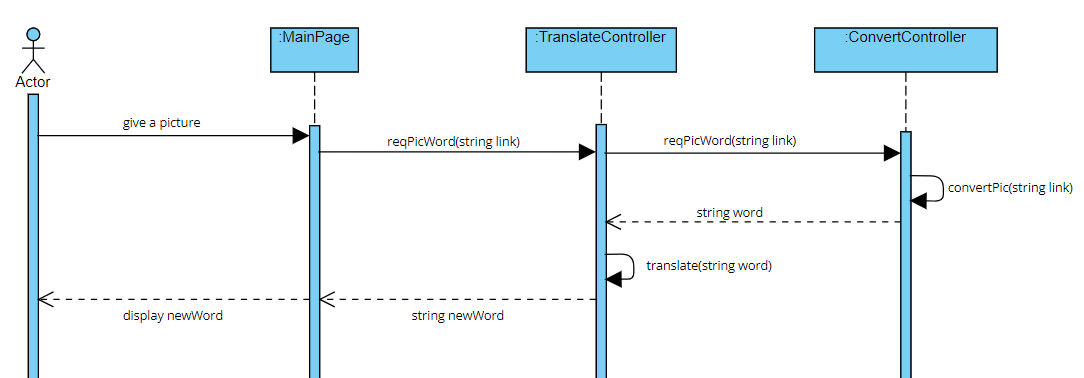 :MainPage
:TranslateController
:ConvertController
Actor
give a picture
reqPicWord(string link)
reqPicWord(string link)
convertPic(string link)
string word
translate(string word)
display newWord
string newWord